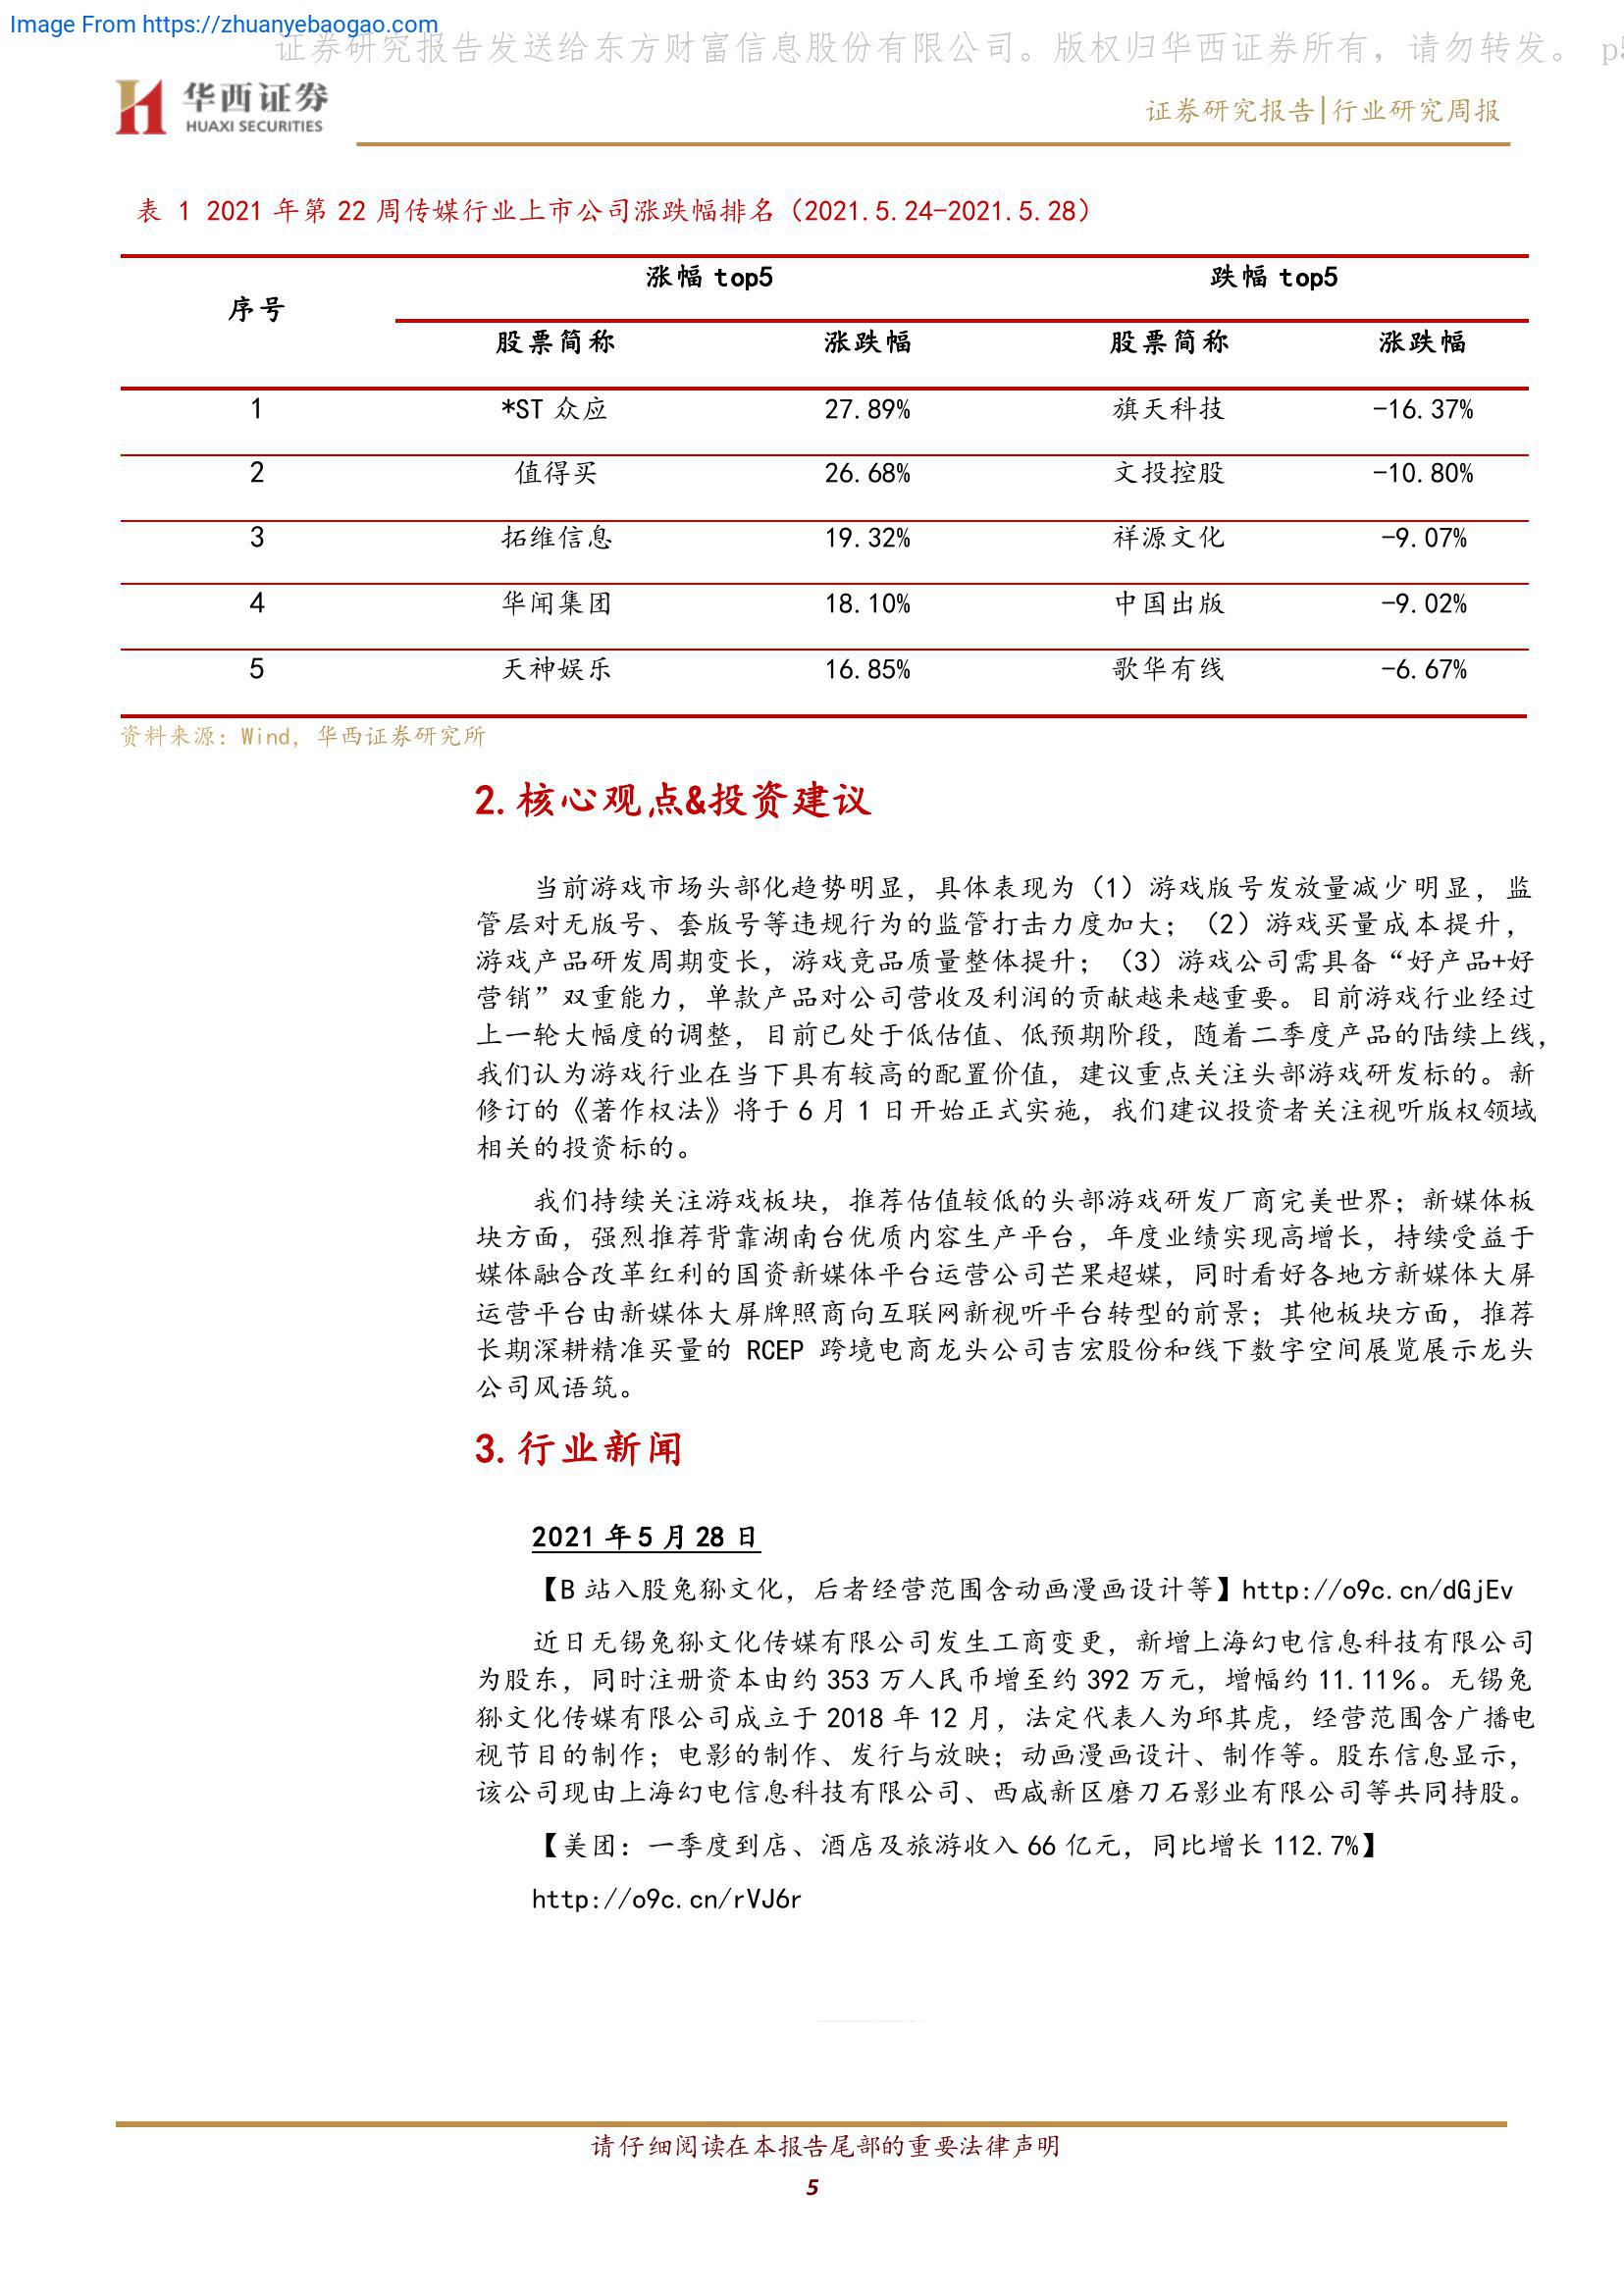 Image From https://zhuanyebaogao.com
证券研究报告发送给东方财富信息股份有限公司。版权归华西证券所有，请勿转发。 p5
华西证券
HUAXI SECURITIES
证券研究报告|行业研究周报
表 1 2021 年第 22 周传媒行业上市公司涨跌幅排名（2021.5.24-2021.5.28）
序号 涨幅 top5 跌幅 top5
股票简称 涨跌幅 股票简称 涨跌幅
1 *ST 众应 27.89% 旗天科技 -16.37%
2 值得买 26.68% 文投控股 -10.80%
3 拓维信息 19.32% 祥源文化 -9.07%
4 华闻集团 18.10% 中国出版 -9.02%
5 天神娱乐 16.85% 歌华有线 -6.67%
资料来源：Wind，华西证券研究所
2.核心观点&投资建议
当前游戏市场头部化趋势明显，具体表现为（1）游戏版号发放量减少明显，监
管层对无版号、套版号等违规行为的监管打击力度加大；（2）游戏买量成本提升，
游戏产品研发周期变长，游戏竞品质量整体提升；（3）游戏公司需具备“好产品+好
营销”双重能力，单款产品对公司营收及利润的贡献越来越重要。目前游戏行业经过
上一轮大幅度的调整，目前已处于低估值、低预期阶段，随着二季度产品的陆续上线，
我们认为游戏行业在当下具有较高的配置价值，建议重点关注头部游戏研发标的。新
修订的《著作权法》将于 6 月 1 日开始正式实施，我们建议投资者关注视听版权领域
相关的投资标的。
我们持续关注游戏板块，推荐估值较低的头部游戏研发厂商完美世界；新媒体板
块方面，强烈推荐背靠湖南台优质内容生产平台，年度业绩实现高增长，持续受益于
媒体融合改革红利的国资新媒体平台运营公司芒果超媒，同时看好各地方新媒体大屏
运营平台由新媒体大屏牌照商向互联网新视听平台转型的前景；其他板块方面，推荐
长期深耕精准买量的 RCEP 跨境电商龙头公司吉宏股份和线下数字空间展览展示龙头
公司风语筑。
3.行业新闻
2021 年 5 月 28 日
【B 站入股兔狲文化，后者经营范围含动画漫画设计等】http://o9c.cn/dGjEv
近日无锡兔狲文化传媒有限公司发生工商变更，新增上海幻电信息科技有限公司
为股东，同时注册资本由约 353 万人民币增至约 392 万元，增幅约 11.11%。无锡兔
狲文化传媒有限公司成立于 2018 年 12 月，法定代表人为邱其虎，经营范围含广播电
视节目的制作；电影的制作、发行与放映；动画漫画设计、制作等。股东信息显示，
该公司现由上海幻电信息科技有限公司、西咸新区磨刀石影业有限公司等共同持股。
【美团：一季度到店、酒店及旅游收入 66 亿元，同比增长 112.7%】
http://o9c.cn/rVJ6r
请仔细阅读在本报告尾部的重要法律声明
5